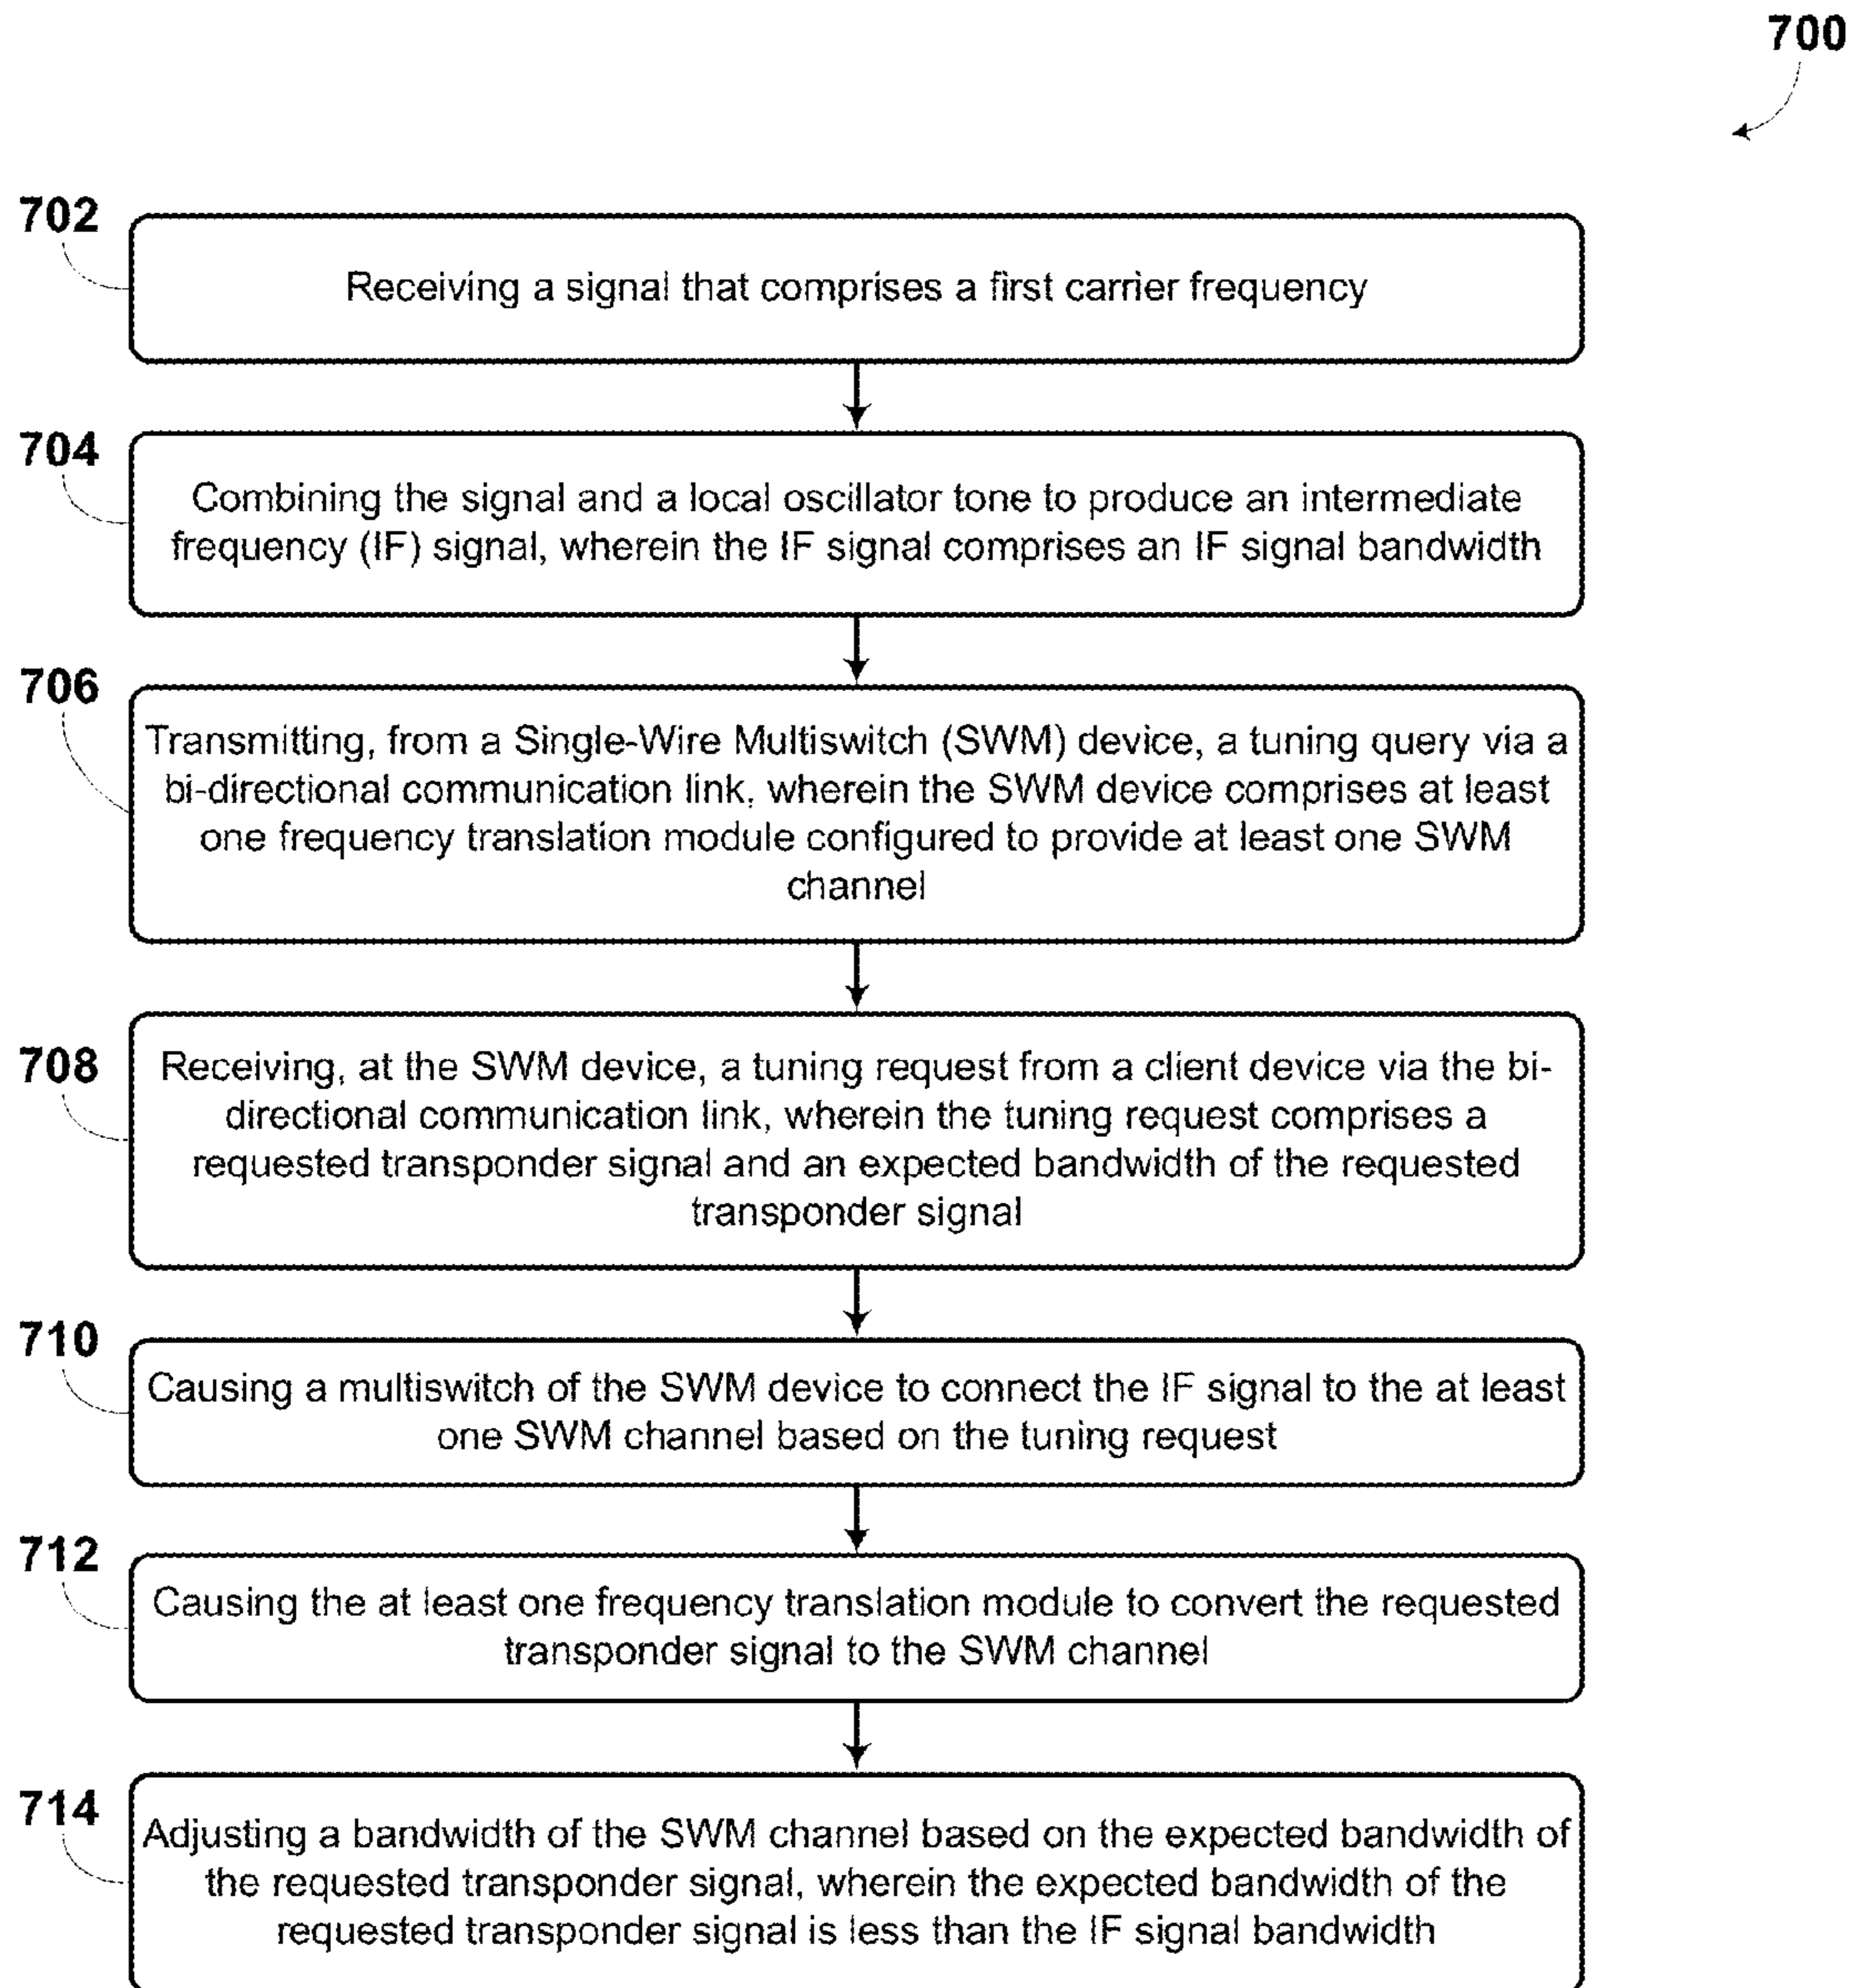 700
702
Receiving a signal that comprises a first carrier frequency
704
Combining the signal and a local oscillator tone to produce an intermediate
frequency (IF) signal, wherein the IF signal comprises an IF signal bandwidth
706
Transmitting, from a Single-Wire Multiswitch (SWM) device, a tuning query via a
bi-directional communication link, wherein the SWM device comprises at least
one frequency translation module configured to provide at least one SWM
channel
708
Receiving, at the SWM device, a tuning request from a client device via the bi-
directional communication link, wherein the tuning request comprises a
requested transponder signal and an expected bandwidth of the requested
transponder signal
710
Causing a multiswitch of the SWM device to connect the IF signal to the at least
one SWM channel based on the tuning request
712
Causing the at least one frequency translation module to convert the requested
transponder signal to the SWM channel
714
Adjusting a bandwidth of the SWM channel based on the expected bandwidth of
the requested transponder signal, wherein the expected bandwidth of the
requested transponder signal is less than the IF signal bandwidth